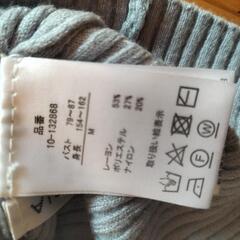 品番
10-132868
バスト 79〜87
身長 154〜162
M
レーヨン 53%
ポリエステル 27%
ナイロン 20%
取り扱い絵表示